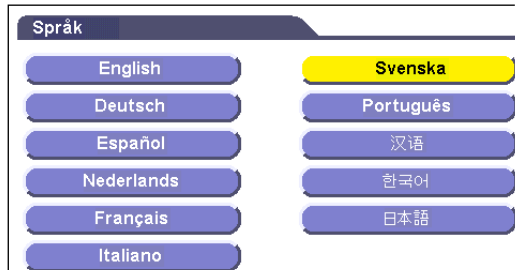 Språk
English
Svenska
Deutsch
Português
Español
汉语
Nederlands
한국어
Français
日本語
Italiano